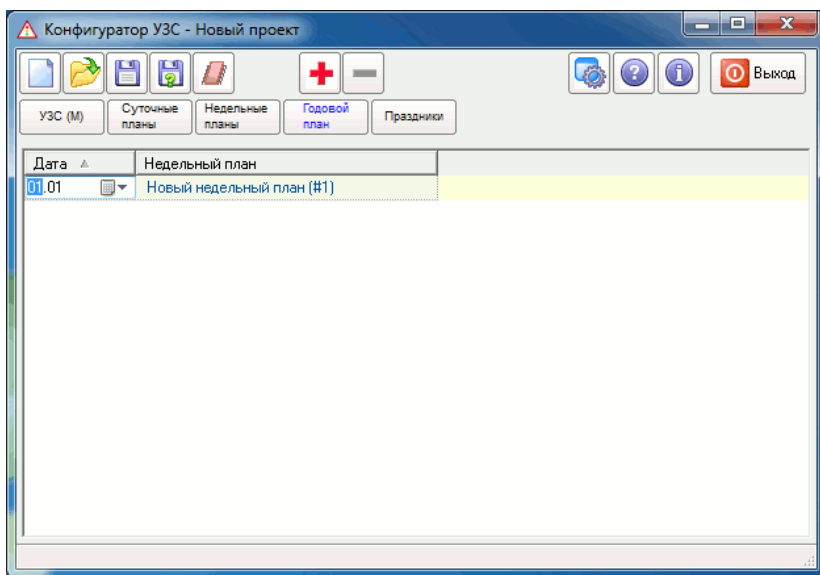 Конфигуратор УЗС - Новый проект
Выход
УЗС (М)
Суточные
планы
Недельные
планы
Годовой
план
Праздники
Дата
Недельный план
01.01
Новый недельный план (#1)